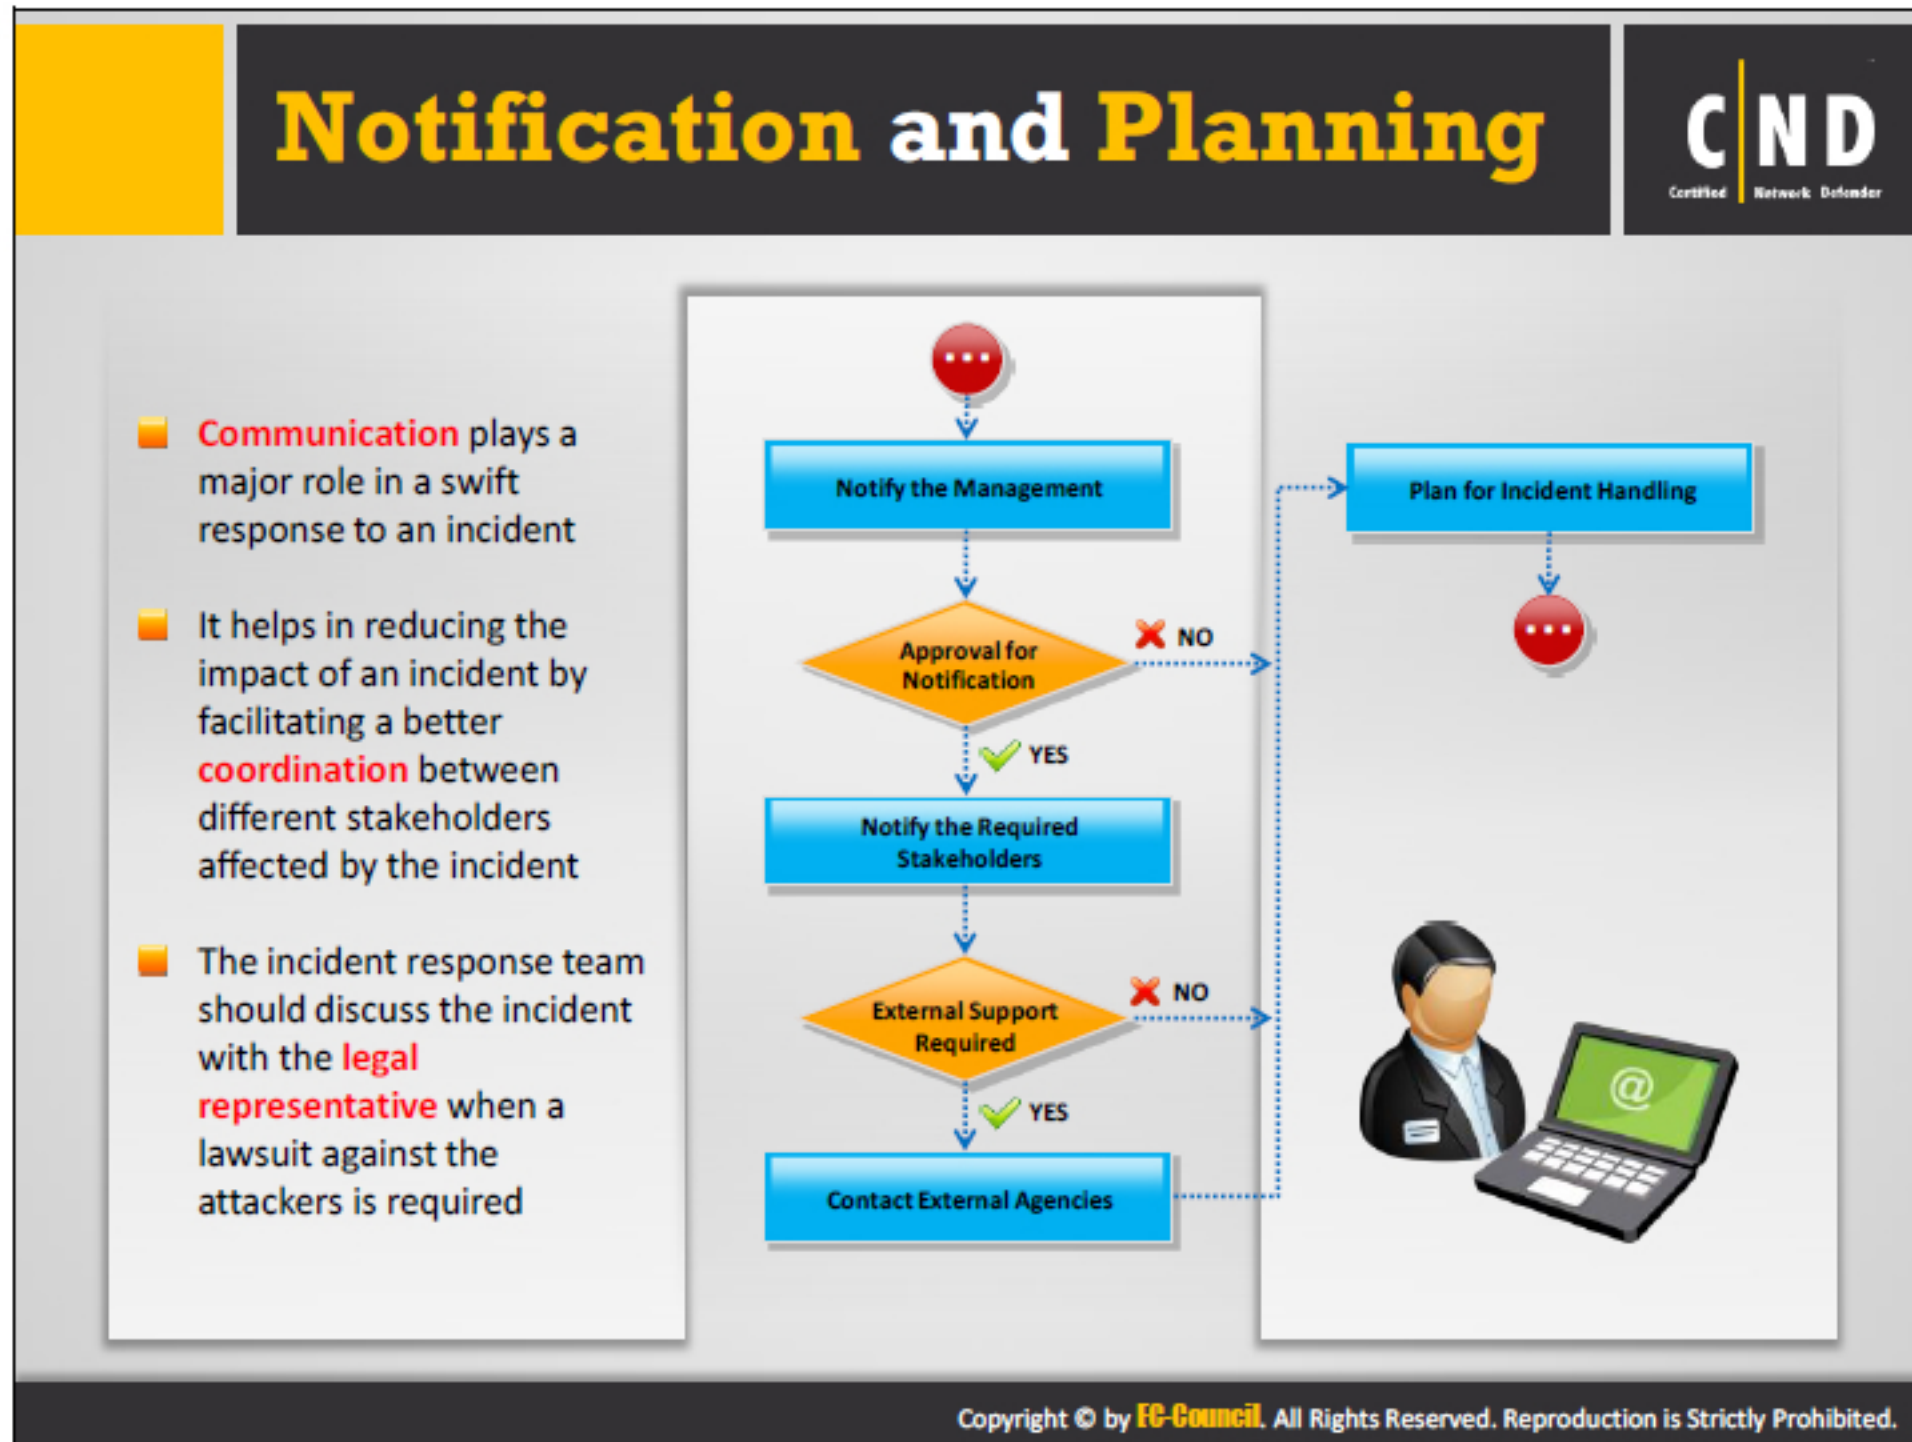 Notification and Planning
C N D
Certified Network Defender
Communication plays a
major role in a swift
response to an incident
It helps in reducing the
impact of an incident by
facilitating a better
coordination between
different stakeholders
affected by the incident
The incident response team
should discuss the incident
with the legal
representative when a
lawsuit against the
attackers is required
Notify the Management
Approval for
Notification
NO
YES
Notify the Required
Stakeholders
External Support
Required
NO
YES
Contact External Agencies
Plan for Incident Handling
@
Copyright © by EC-Council. All Rights Reserved. Reproduction is Strictly Prohibited.